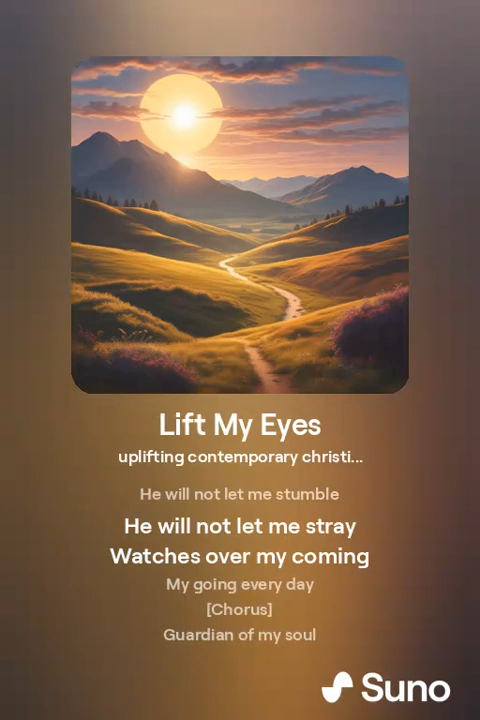 Lift My Eyes
uplifting contemporary christi...
He will not let me stumble
He will not let me stray
Watches over my coming
My going every day
[Chorus]
Guardian of my soul
Suno